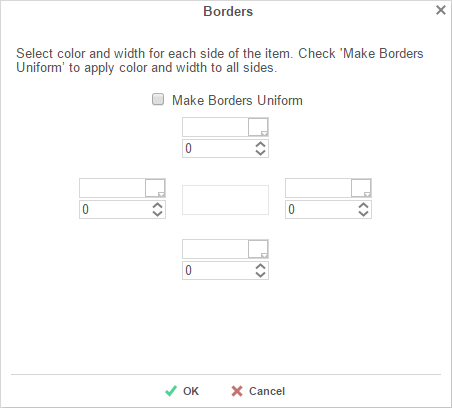 Borders
Select color and width for each side of the item. Check 'Make Borders
Uniform' to apply color and width to all sides.
Make Borders Uniform
0
0
0
0
OK Cancel